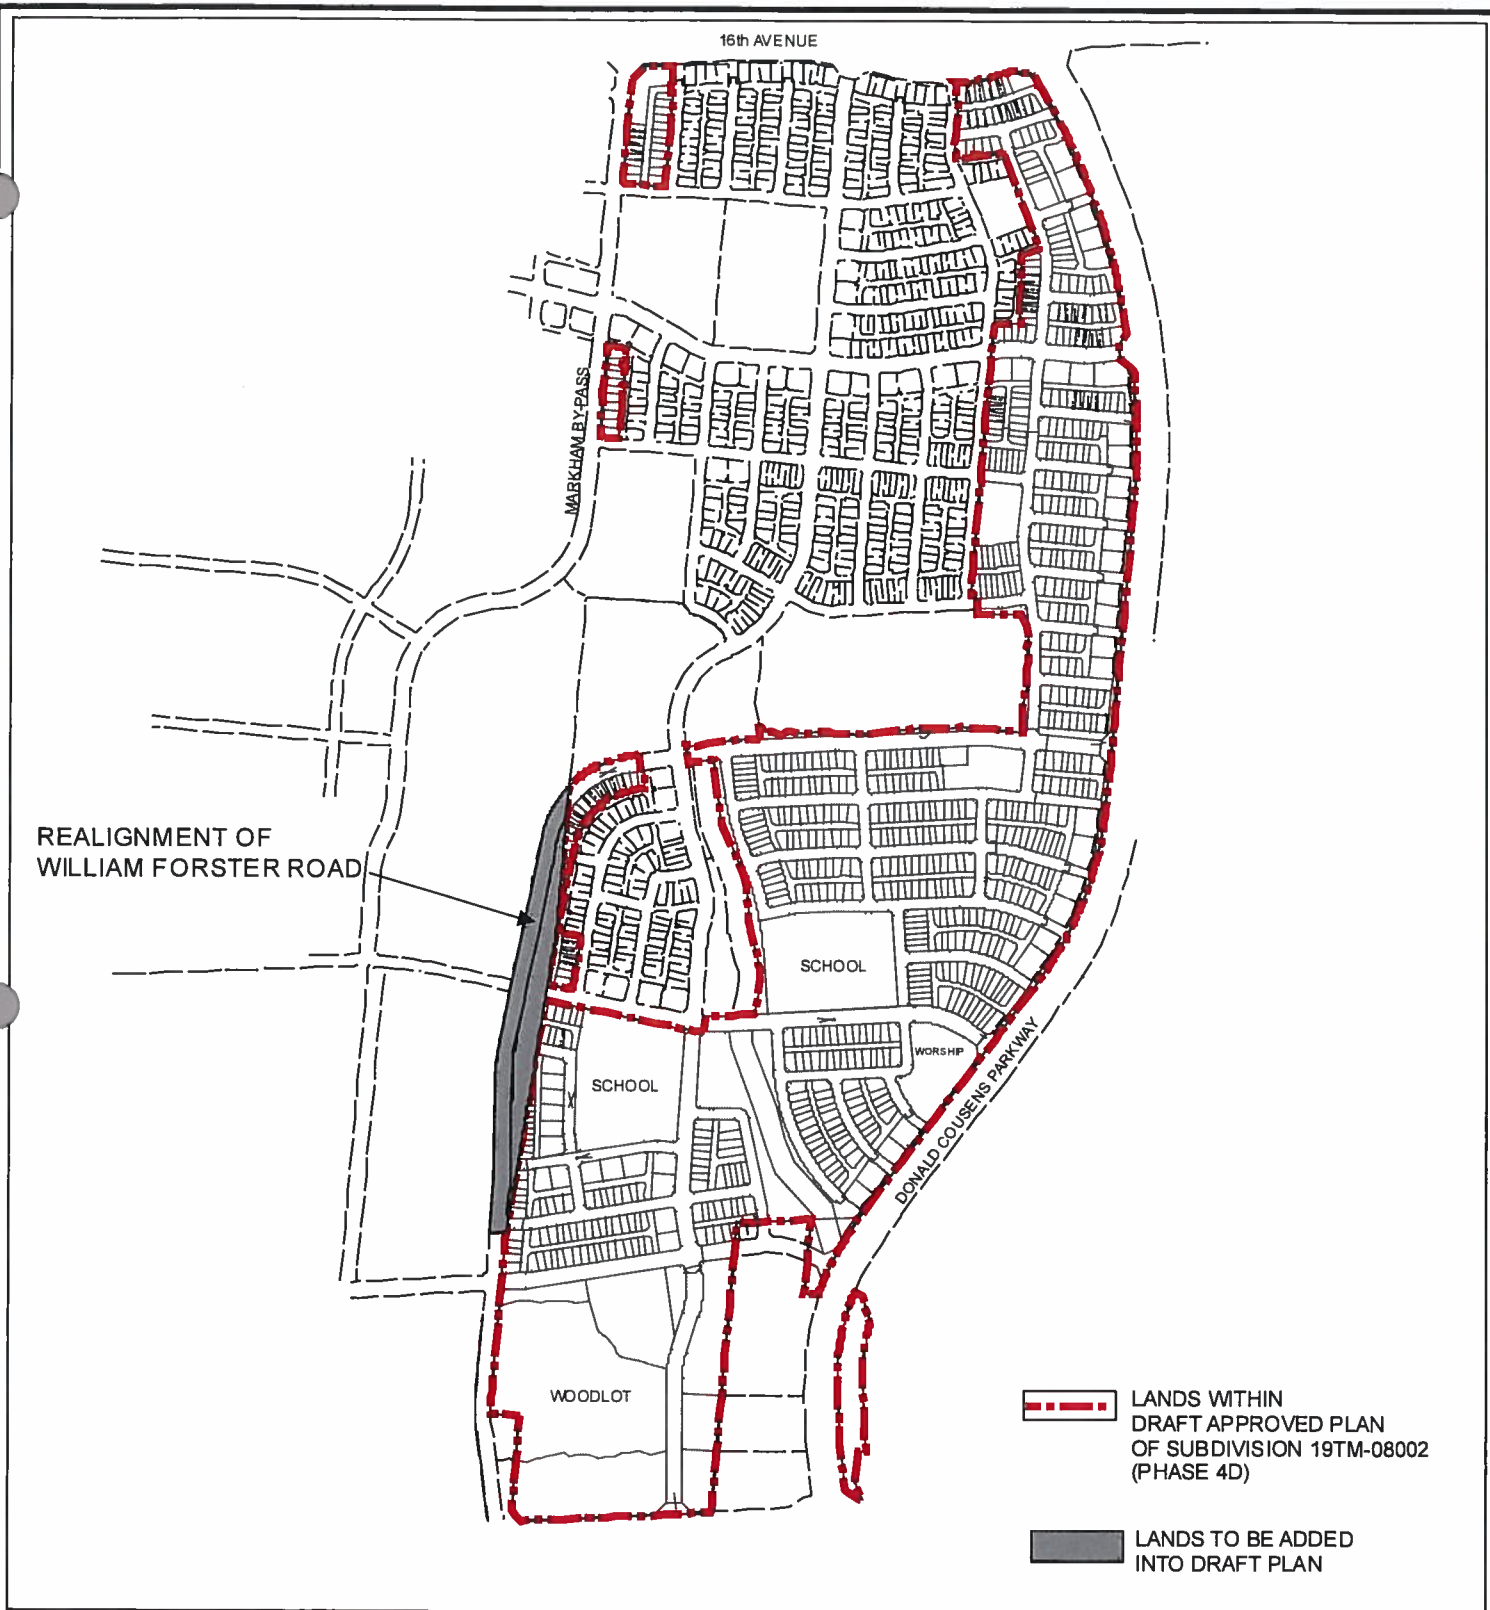 16th AVENUE
MARKHAM BY-PASS
REALIGNMENT OF
WILLIAM FORSTER ROAD
SCHOOL
WORSHIP
SCHOOL
DONALD COUSENS PARKWAY
WOODLOT
LANDS WITHIN
DRAFT APPROVED PLAN
OF SUBDIVISION 19TM-08002
(PHASE 4D)
LANDS TO BE ADDED
INTO DRAFT PLAN